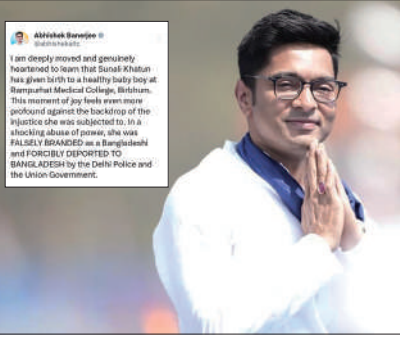 Abhishek Banerjee
@abhishekaitc
I am deeply moved and genuinely
heartened to learn that Sunali Khatun
has given birth to a healthy baby boy at
Rampurhat Medical College, Birbhum.
This moment of joy feels even more
profound against the backdrop of the
injustice she was subjected to. In a
shocking abuse of power, she was
FALSELY BRANDED as a Bangladeshi
and FORCIBLY DEPORTED TO
BANGLADESH by the Delhi Police and
the Union Government.